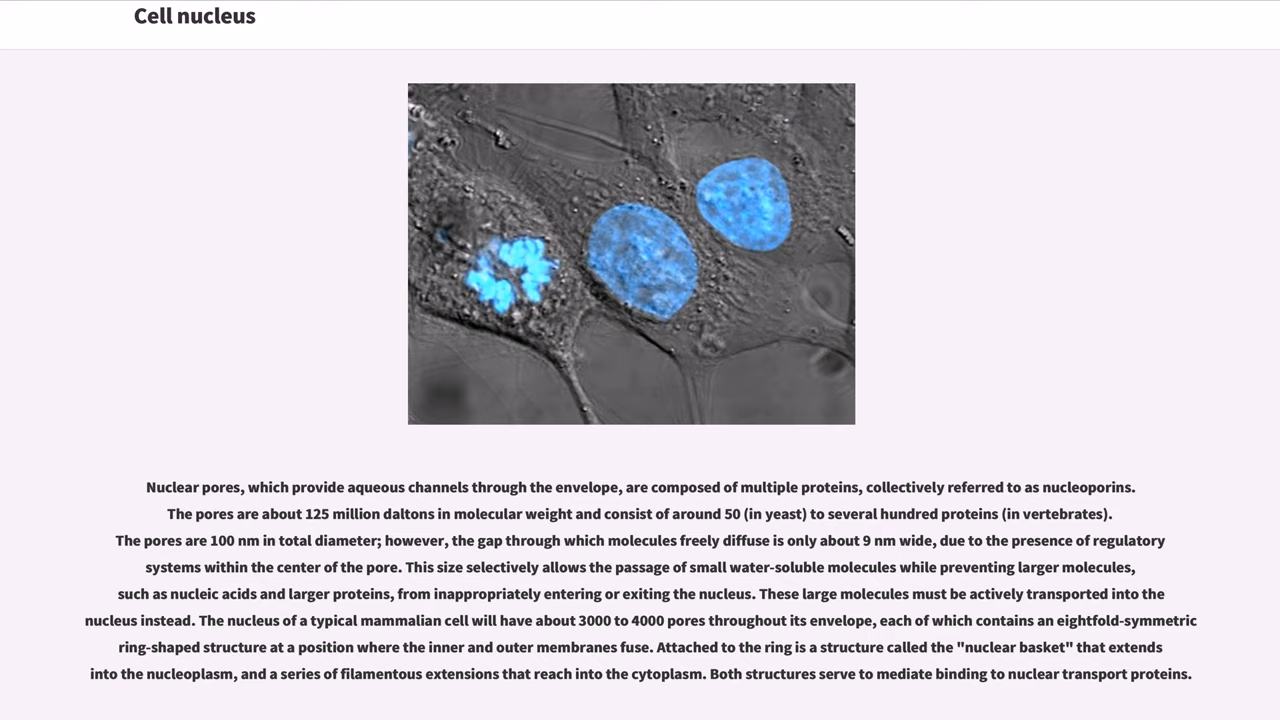 Cell nucleus
Nuclear pores, which provide aqueous channels through the envelope, are composed of multiple proteins, collectively referred to as nucleoporins.
The pores are about 125 million daltons in molecular weight and consist of around 50 (in yeast) to several hundred proteins (in vertebrates).
The pores are 100 nm in total diameter; however, the gap through which molecules freely diffuse is only about 9 nm wide, due to the presence of regulatory
systems within the center of the pore. This size selectively allows the passage of small water-soluble molecules while preventing larger molecules,
such as nucleic acids and larger proteins, from inappropriately entering or exiting the nucleus. These large molecules must be actively transported into the
nucleus instead. The nucleus of a typical mammalian cell will have about 3000 to 4000 pores throughout its envelope, each of which contains an eightfold-symmetric
ring-shaped structure at a position where the inner and outer membranes fuse. Attached to the ring is a structure called the "nuclear basket" that extends
into the nucleoplasm, and a series of filamentous extensions that reach into the cytoplasm. Both structures serve to mediate binding to nuclear transport proteins.